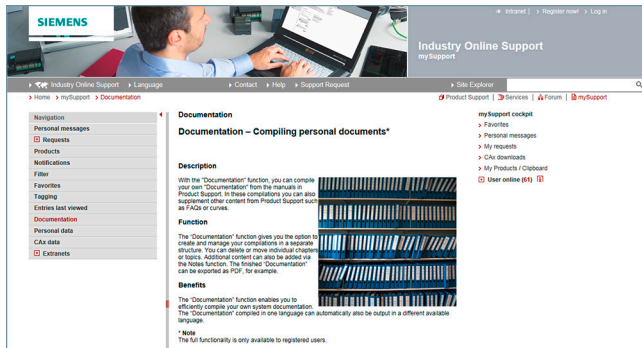 SIEMENS
Intranet | Register now! Log in
Industry Online Support
mySupport
Industry Online Support Language Contact Help Support Request Site Explorer
Home mySupport Documentation Product Support | Services | Forum | mySupport
Navigation
Personal messages
Requests
Products
Notifications
Filter
Favorites
Tagging
Entries last viewed
Documentation
Personal data
CAx data
Extranets
Documentation
Documentation – Compiling personal documents*
Description
With the "Documentation" function, you can compile
your own "Documentation" from the manuals in
Product Support. In these compilations you can also
supplement other content from Product Support such
as FAQs or curves.
Function
The "Documentation" function gives you the option to
create and manage your compilations in a separate
structure. You can delete or move individual chapters
or topics. Additional content can also be added via
the Notes function. The finished "Documentation"
can be exported as PDF, for example.
Benefits
The "Documentation" function enables you to
efficiently compile your own system documentation.
The "Documentation" compiled in one language can automatically also be output in a different available
language.
* Note
The full functionality is only available to registered users.
mySupport cockpit
Favorites
Personal messages
My requests
CAx downloads
My Products / Clipboard
User online (61)